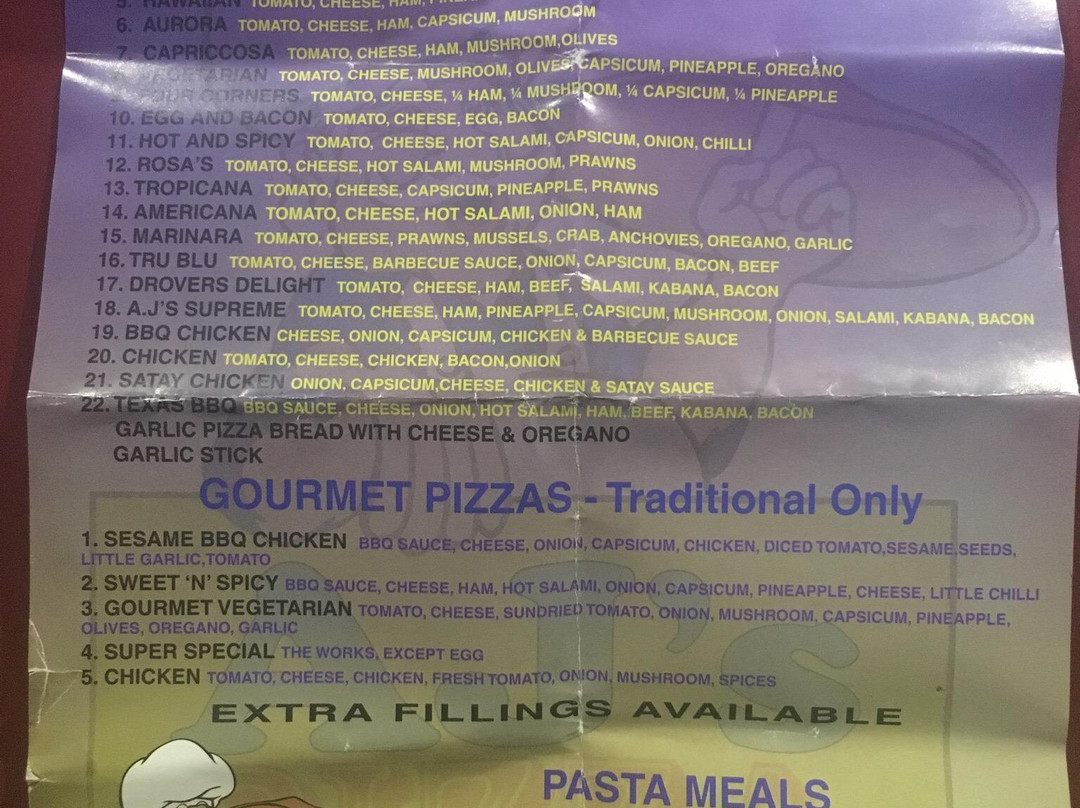 5. HAWAIIAN TOMATO, CHEESE, HAM,
6. AURORA TOMATO, CHEESE, HAM, CAPSICUM, MUSHROOM
7. CAPRICCOSA TOMATO, CHEESE, HAM, MUSHROOM,OLIVES
VEGETARIAN TOMATO, CHEESE, MUSHROOM, OLIVES, CAPSICUM, PINEAPPLE, OREGANO
FOUR CORNERS TOMATO, CHEESE, ¼ HAM, ¼ MUSHROOM, ¼ CAPSICUM, ¼ PINEAPPLE
10. EGG AND BACON TOMATO, CHEESE, EGG, BACON
11. HOT AND SPICY TOMATO, CHEESE, HOT SALAMI, CAPSICUM, ONION, CHILLI
12. ROSA'S TOMATO, CHEESE, HOT SALAMI, MUSHROOM, PRAWNS
13. TROPICANA TOMATO, CHEESE, CAPSICUM, PINEAPPLE, PRAWNS
14. AMERICANA TOMATO, CHEESE, HOT SALAMI, ONION, HAM
15. MARINARA TOMATO, CHEESE, PRAWNS, MUSSELS, CRAB, ANCHOVIES, OREGANO, GARLIC
16. TRU BLU TOMATO, CHEESE, BARBECUE SAUCE, ONION, CAPSICUM, BACON, BEEF
17. DROVERS DELIGHT TOMATO, CHEESE, HAM, BEEF, SALAMI, KABANA, BACON
18. A.J'S SUPREME TOMATO, CHEESE, HAM, PINEAPPLE, CAPSICUM, MUSHROOM, ONION, SALAMI, KABANA, BACON
19. BBQ CHICKEN CHEESE, ONION, CAPSICUM, CHICKEN & BARBECUE SAUCE
20. CHICKEN TOMATO, CHEESE, CHICKEN, BACON,ONION
21. SATAY CHICKEN ONION, CAPSICUM,CHEESE, CHICKEN & SATAY SAUCE
22. TEXAS BBQ BBQ SAUCE, CHEESE, ONION, HOT SALAMI, HAM, BEEF, KABANA, BACON
GARLIC PIZZA BREAD WITH CHEESE & OREGANO
GARLIC STICK
GOURMET PIZZAS - Traditional Only
1. SESAME BBQ CHICKEN BBQ SAUCE, CHEESE, ONION, CAPSICUM, CHICKEN, DICED TOMATO,SESAME SEEDS,
LITTLE GARLIC,TOMATO
2. SWEET 'N' SPICY BBQ SAUCE, CHEESE, HAM, HOT SALAMI, ONION, CAPSICUM, PINEAPPLE, CHEESE, LITTLE CHILLI
3. GOURMET VEGETARIAN TOMATO, CHEESE, SUNDRIED TOMATO, ONION, MUSHROOM, CAPSICUM, PINEAPPLE,
OLIVES, OREGANO, GARLIC
4. SUPER SPECIAL THE WORKS, EXCEPT EGG
5. CHICKEN TOMATO, CHEESE, CHICKEN, FRESH TOMATO, ONION, MUSHROOM, SPICES
A.J's
EXTRA FILLINGS AVAILABLE
PASTA MEALS